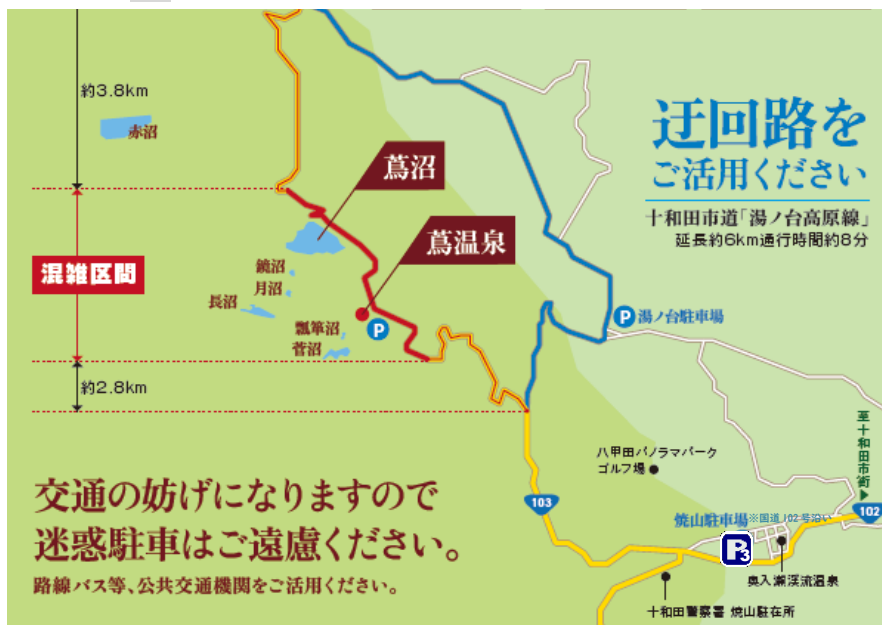 約3.8km
赤沼
迂回路を
ご活用ください
十和田市道「湯ノ台高原線」
延長約6km通行時間約8分
蔦沼
蔦温泉
混雑区間
鏡沼
月沼
長沼
瓢箪沼
菅沼
P
P 湯ノ台駐車場
約2.8km
八甲田パノラマパーク
ゴルフ場
至十和田市街
103
102
焼山駐車場※国道102号沿い
P3
奥入瀬渓流温泉
十和田警察署 焼山駐在所
交通の妨げになりますので
迷惑駐車はご遠慮ください。
路線バス等、公共交通機関をご活用ください。